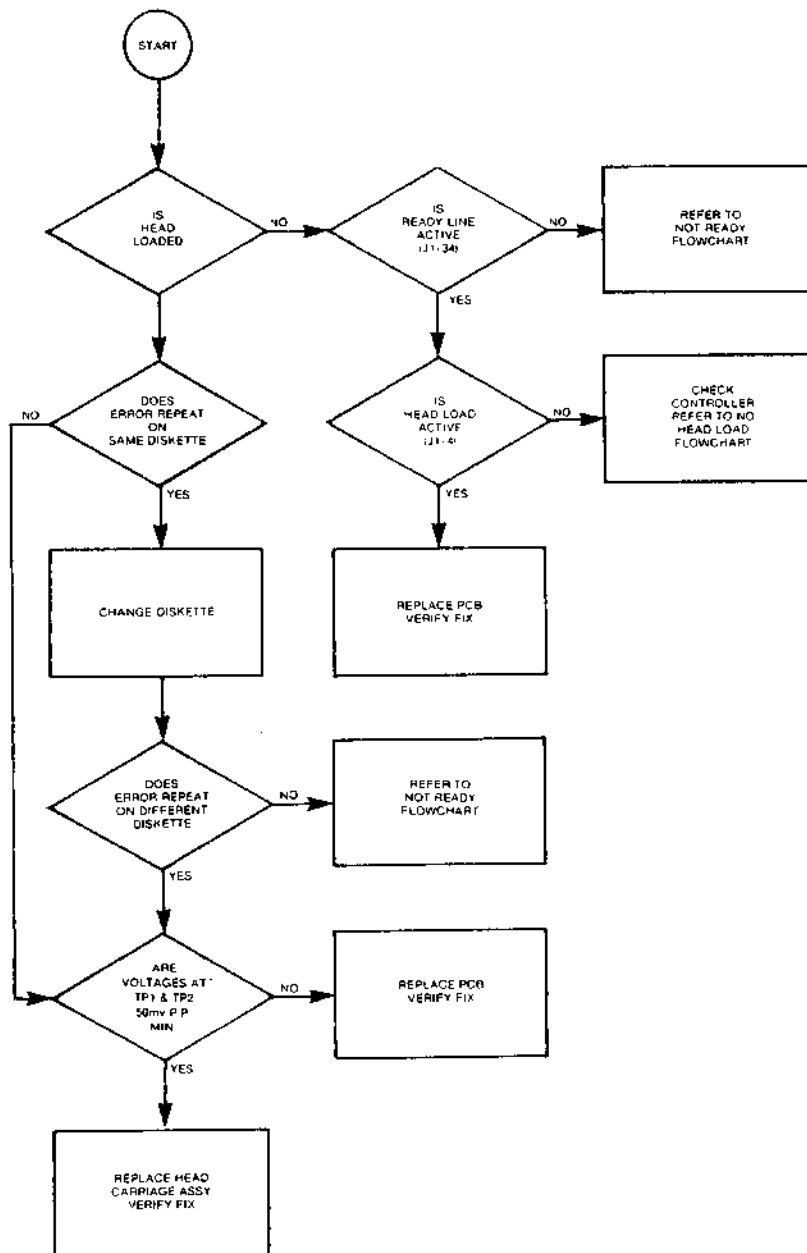 START
IS
HEAD
LOADED
NO
IS
READY LINE
ACTIVE
(J1-34)
NO
REFER TO
NOT READY
FLOWCHART
YES
DOES
ERROR REPEAT
ON
SAME DISKETTE
NO
YES
IS
HEAD LOAD
ACTIVE
(J1-4)
NO
CHECK
CONTROLLER
REFER TO NO
HEAD LOAD
FLOWCHART
YES
CHANGE DISKETTE
REPLACE PCB
VERIFY FIX
DOES
ERROR REPEAT
ON DIFFERENT
DISKETTE
NO
REFER TO
NOT READY
FLOWCHART
YES
ARE
VOLTAGES AT
TP1 & TP2
50mv P P
MIN
NO
REPLACE PCB
VERIFY FIX
YES
REPLACE HEAD
CARRIAGE ASSY
VERIFY FIX